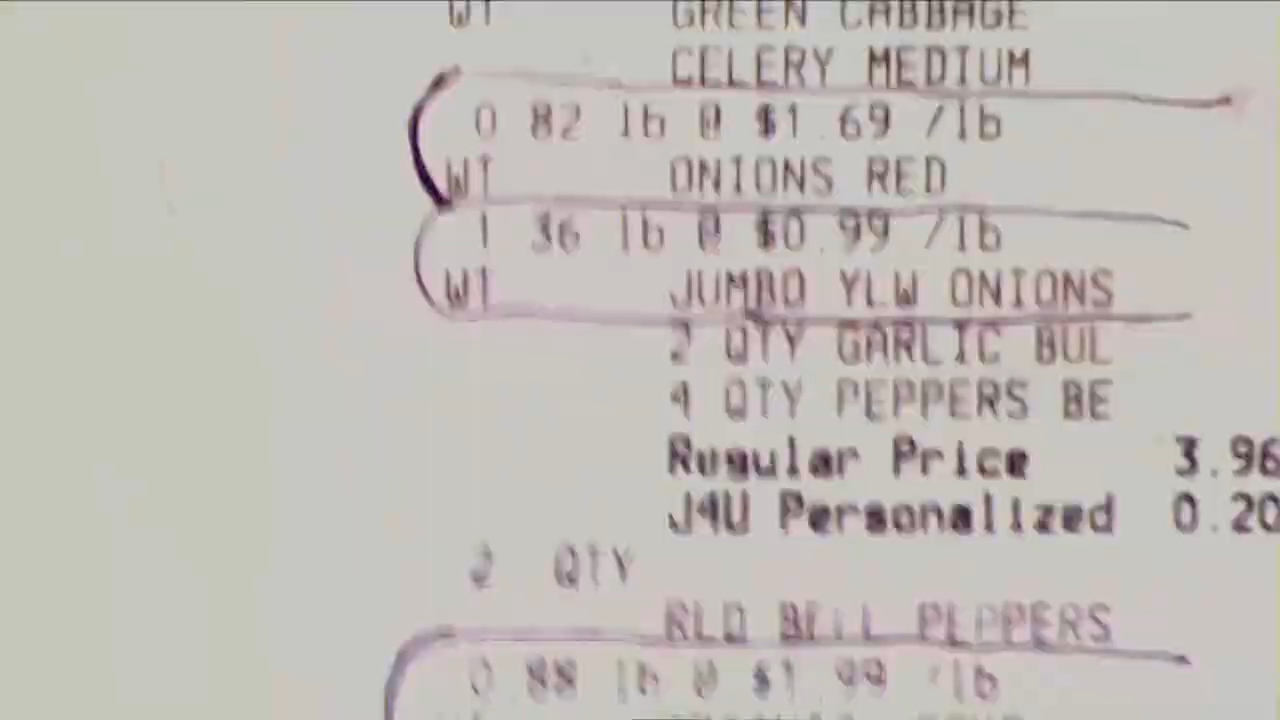 WT GREEN CABBAGE
CELERY MEDIUM
0 82 lb @ $1.69 /lb
WT ONIONS RED
1 36 lb @ $0.99 /lb
WT JUMBO YLW ONIONS
2 QTY GARLIC BUL
4 QTY PEPPERS BE
Regular Price 3.96
J4U Personalized 0.20
2 QTY
RED BELL PEPPERS
0 88 lb @ $1 99 /lb